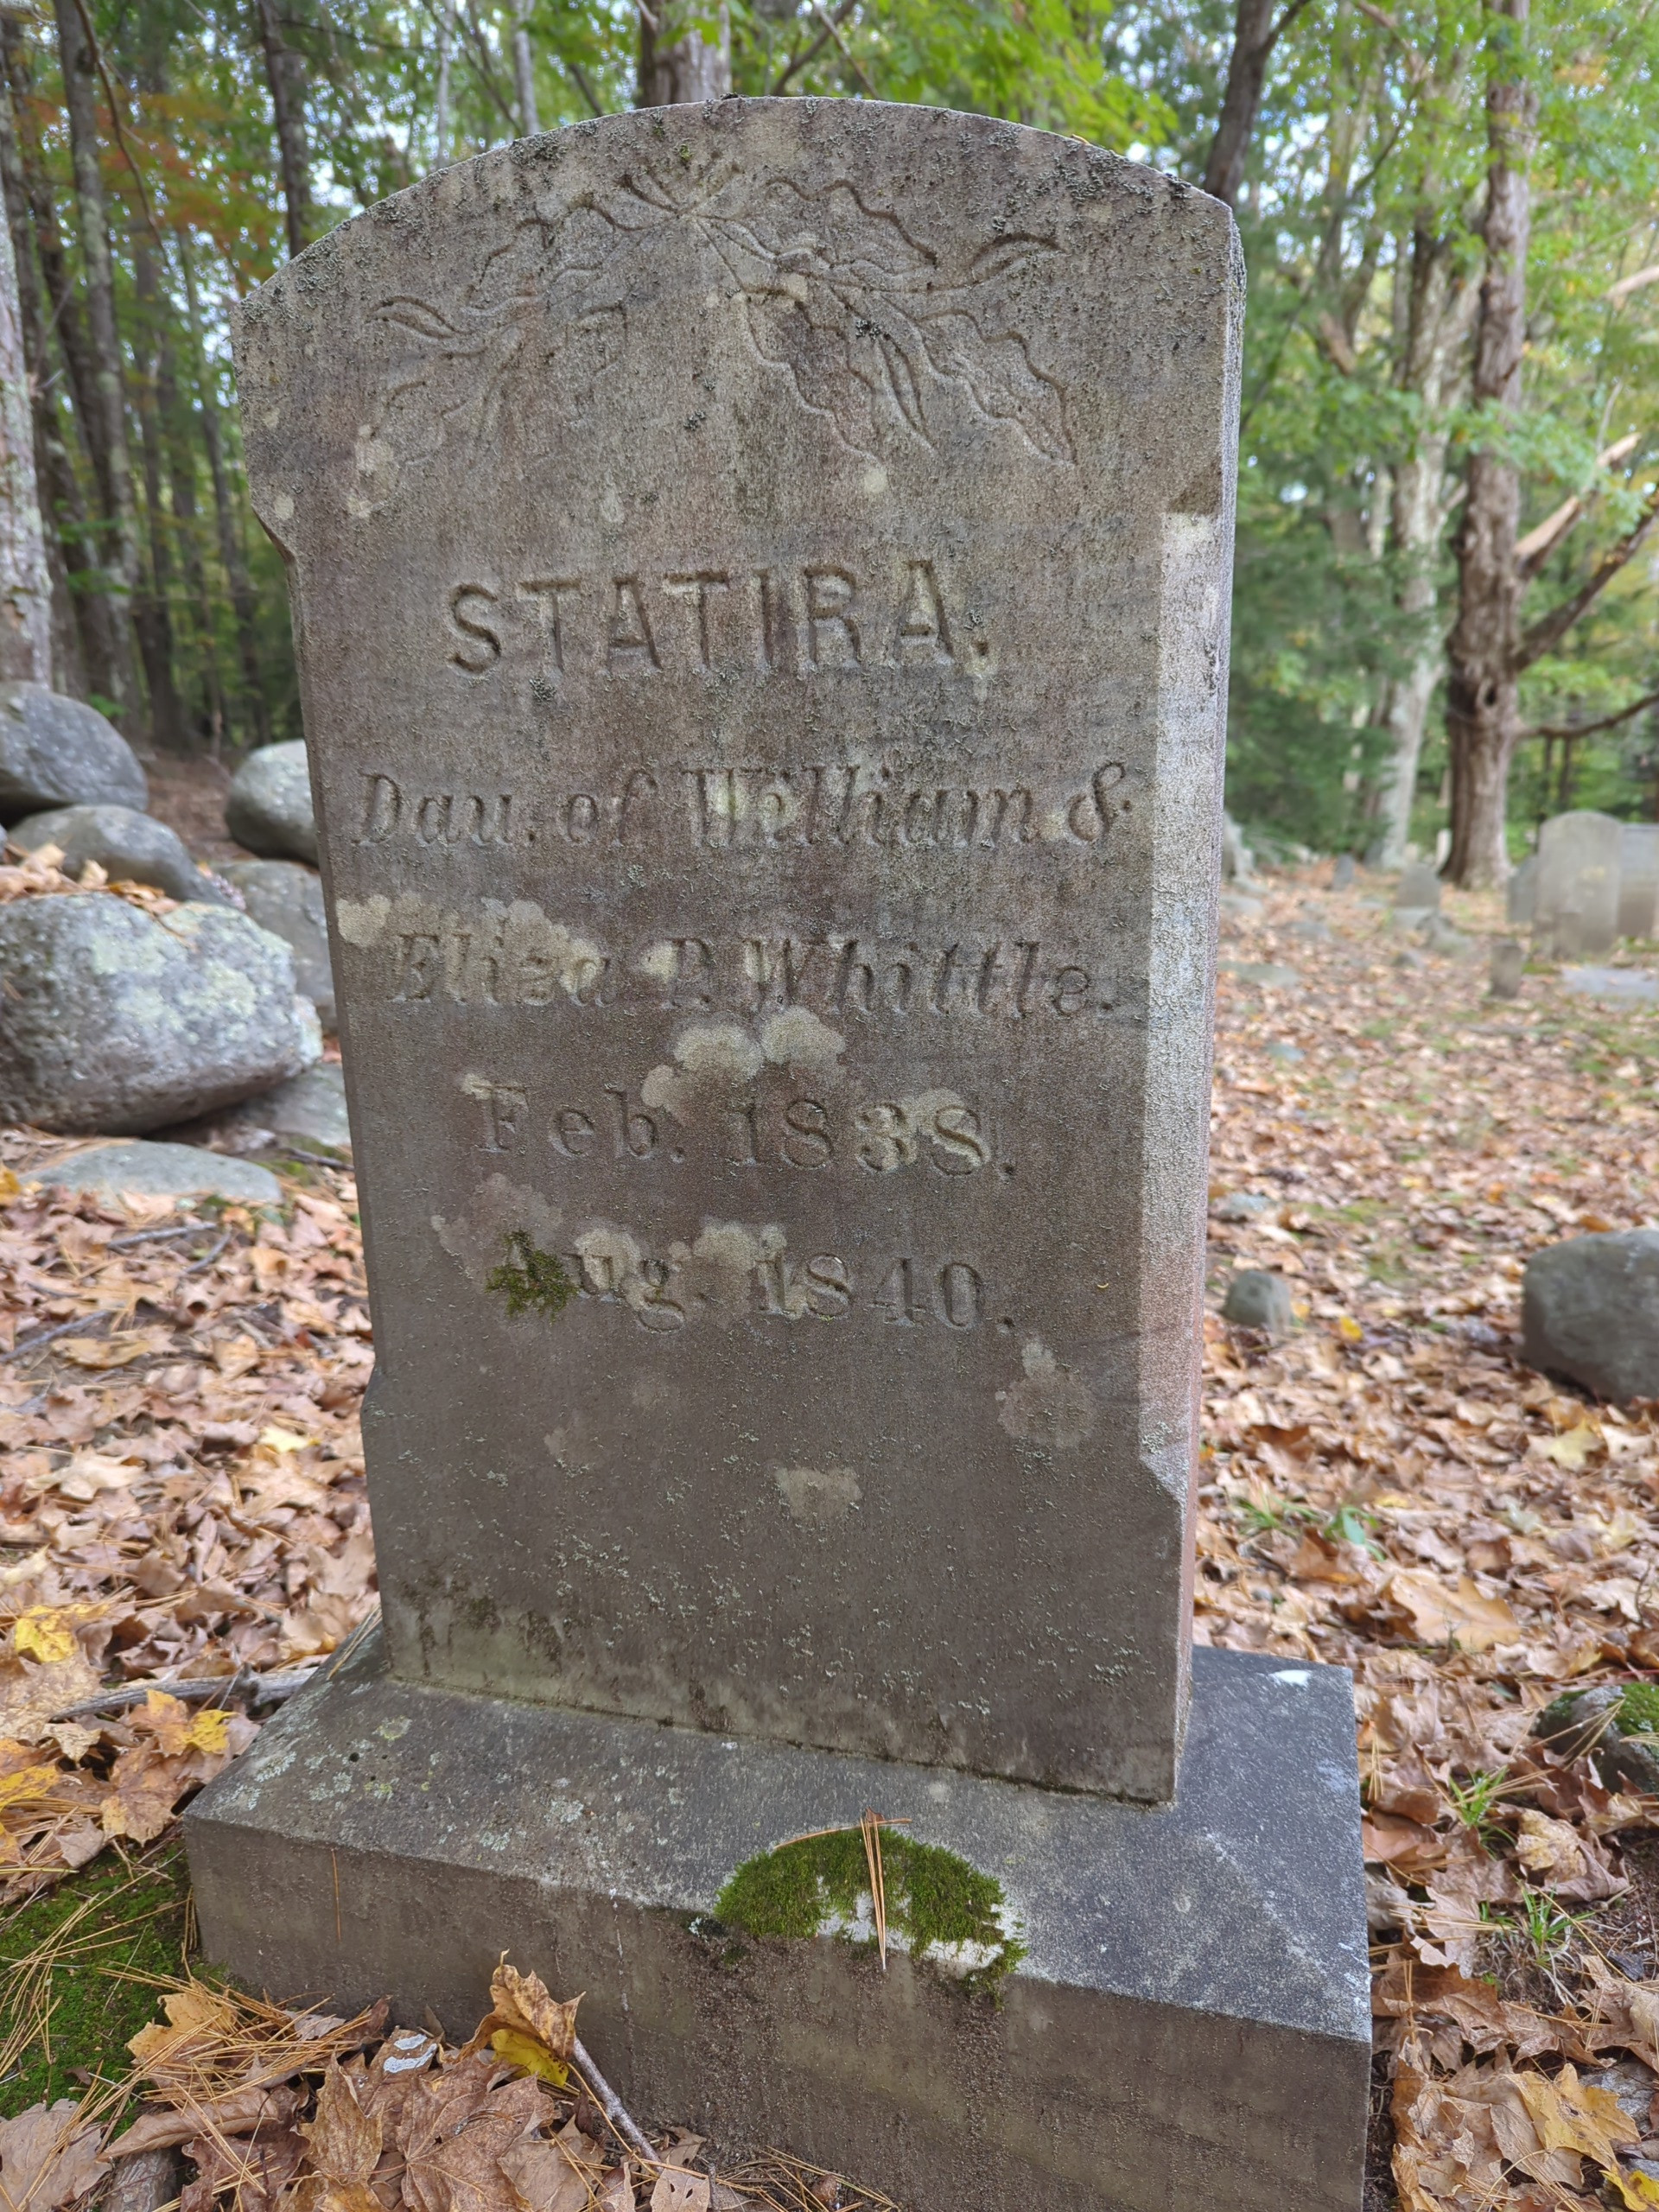 STATIRA.
Dau. of William &
Eliza P. Whittle.
Feb. 1838.
Aug. 1840.